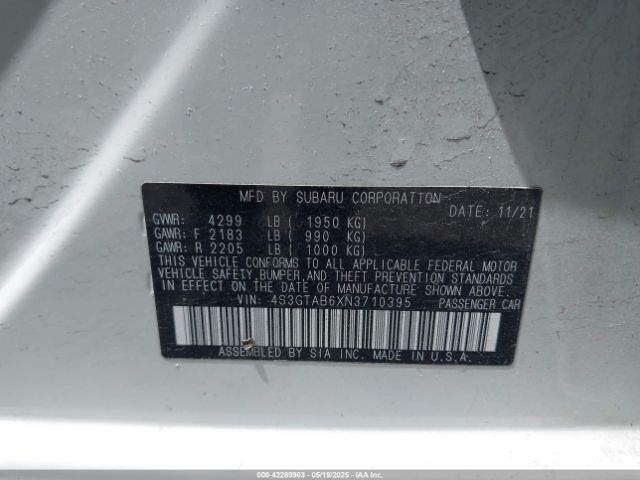 MFD BY SUBARU CORPORATION
DATE: 11/21
GVWR: 4299 LB ( 1950 KG)
GAWR: F 2183 LB ( 990 KG)
GAWR: R 2205 LB ( 1000 KG)
THIS VEHICLE CONFORMS TO ALL APPLICABLE FEDERAL MOTOR
VEHICLE SAFETY, BUMPER, AND THEFT PREVENTION STANDARDS
IN EFFECT ON THE DATE OF MANUFACTURE SHOWN ABOVE.
VIN: 4S3GTAB6XN3710395 PASSENGER CAR
ASSEMBLED BY SIA INC. MADE IN U.S.A.
000-42289903 - 05/19/2025 - IAAI.COM